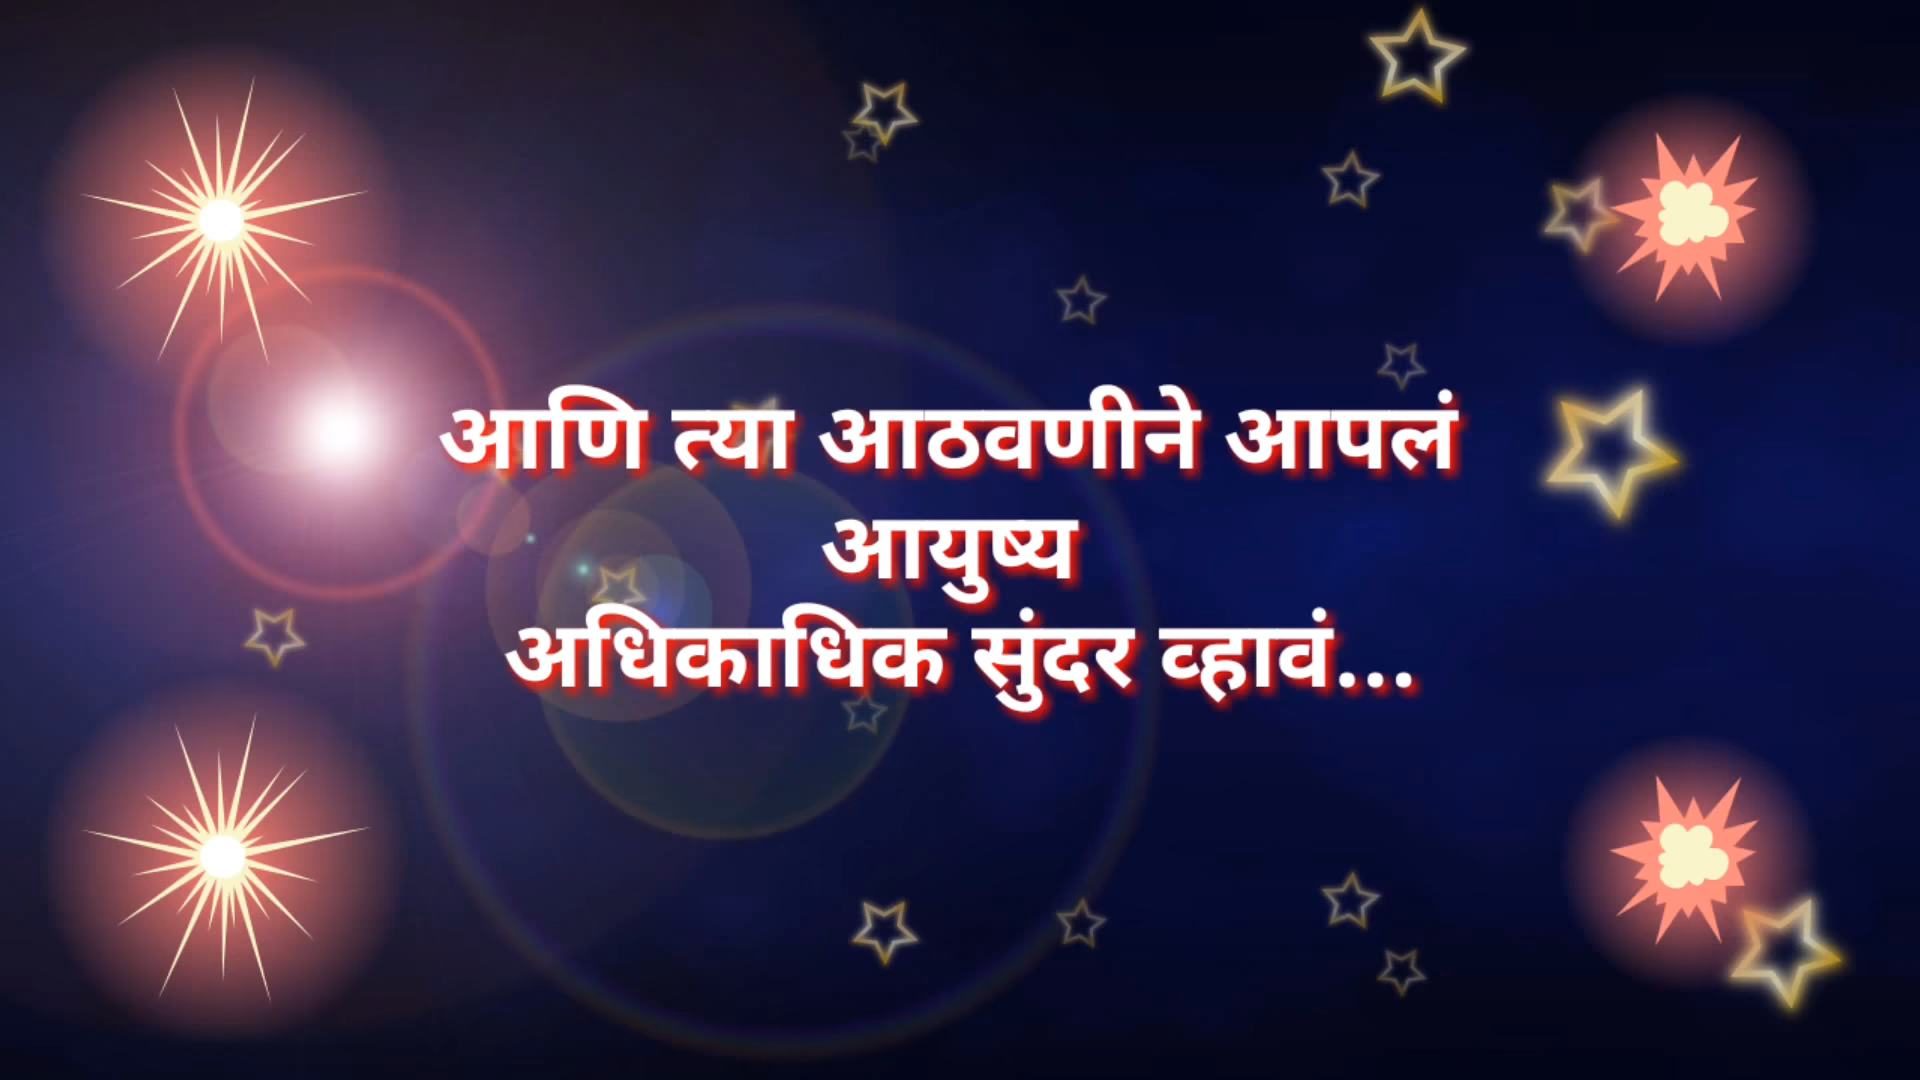 आणि त्या आठवणीने आपलं
आयुष्य
अधिकाधिक सुंदर व्हावं...